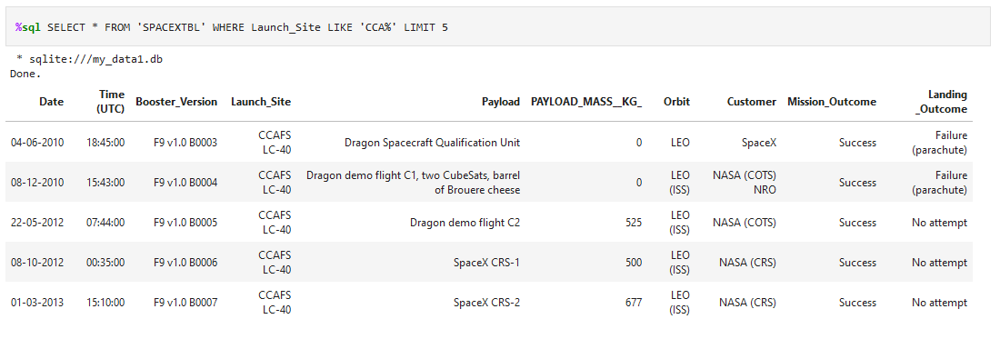 %sql SELECT * FROM 'SPACEXTBL' WHERE Launch_Site LIKE 'CCA%' LIMIT 5
* sqlite:///my_data1.db
Done.
Date Time (UTC) Booster_Version Launch_Site Payload PAYLOAD_MASS__KG_ Orbit Customer Mission_Outcome Landing _Outcome
04-06-2010 18:45:00 F9 v1.0 B0003 CCAFS LC-40 Dragon Spacecraft Qualification Unit 0 LEO SpaceX Success Failure (parachute)
08-12-2010 15:43:00 F9 v1.0 B0004 CCAFS LC-40 Dragon demo flight C1, two CubeSats, barrel of Brouere cheese 0 LEO (ISS) NASA (COTS) NRO Success Failure (parachute)
22-05-2012 07:44:00 F9 v1.0 B0005 CCAFS LC-40 Dragon demo flight C2 525 LEO (ISS) NASA (COTS) Success No attempt
08-10-2012 00:35:00 F9 v1.0 B0006 CCAFS LC-40 SpaceX CRS-1 500 LEO (ISS) NASA (CRS) Success No attempt
01-03-2013 15:10:00 F9 v1.0 B0007 CCAFS LC-40 SpaceX CRS-2 677 LEO (ISS) NASA (CRS) Success No attempt